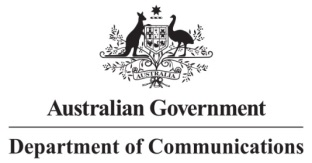 AUSTRALIA
Australian Government
Department of Communications